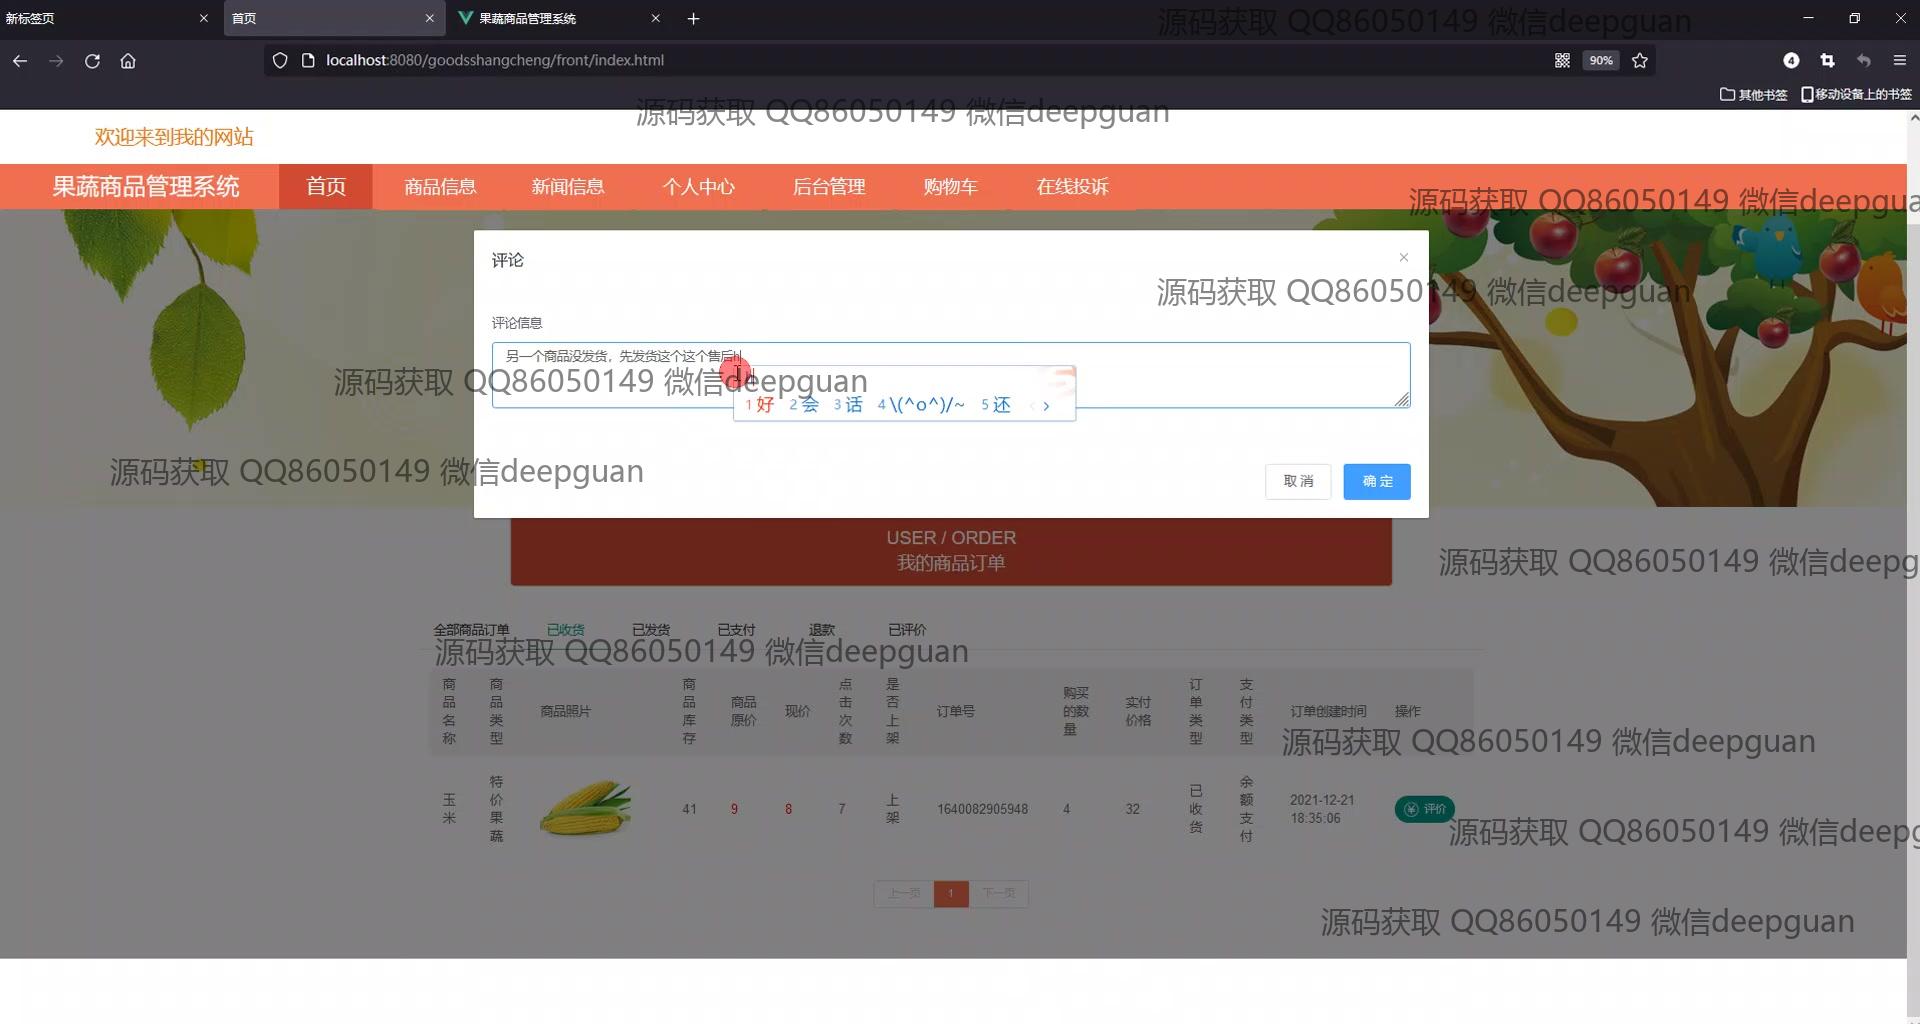 新标签页
首页
果蔬商品管理系统
localhost:8080/goodsshangcheng/front/index.html
90%
4
其他书签
移动设备上的书签
源码获取 QQ86050149 微信deepguan
源码获取 QQ86050149 微信deepguan
欢迎来到我的网站
果蔬商品管理系统
首页
商品信息
新闻信息
个人中心
后台管理
购物车
在线投诉
源码获取 QQ86050149 微信deepgua
评论
源码获取 QQ86050149 微信deepguan
评论信息
另一个商品没发货，先发货这个这个售后h
源码获取 QQ86050149 微信deepguan
1 好 2 会 3 话 4 \(^o^)/~ 5 还
源码获取 QQ86050149 微信deepguan
取消
确定
USER / ORDER
我的商品订单
源码获取 QQ86050149 微信deepg
全部商品订单
已收货
已发货
已支付
退款
已评价
源码获取 QQ86050149 微信deepguan
商品名称
商品类型
商品照片
商品库存
商品原价
现价
点击次数
是否上架
订单号
购买的数量
实付价格
订单类型
支付类型
订单创建时间
操作
源码获取 QQ86050149 微信deepguan
玉米
特价果蔬
41
9
8
7
上架
1640082905948
4
32
已收货
余额支付
2021-12-21
18:35:06
评价
源码获取 QQ86050149 微信deepg
上一页
1
下一页
源码获取 QQ86050149 微信deepguan